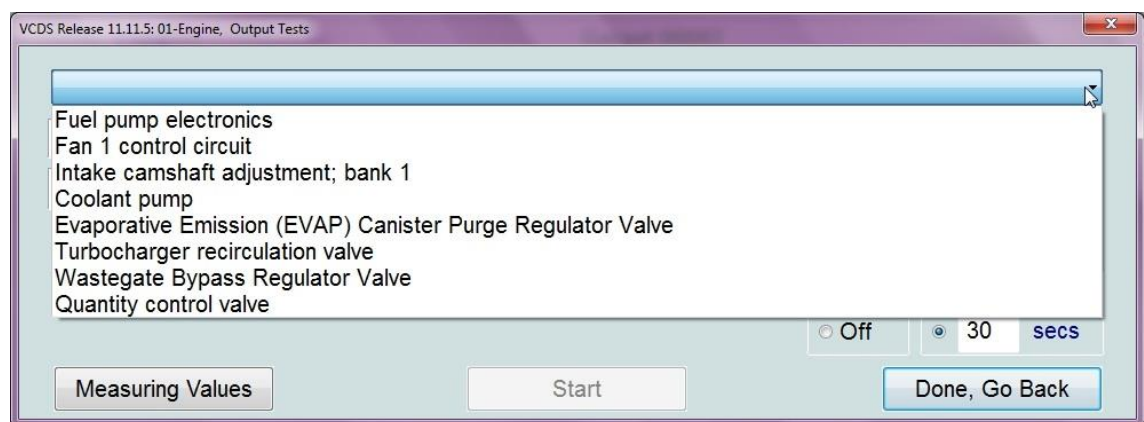 VCDS Release 11.11.5: 01-Engine, Output Tests
Fuel pump electronics
Fan 1 control circuit
Intake camshaft adjustment; bank 1
Coolant pump
Evaporative Emission (EVAP) Canister Purge Regulator Valve
Turbocharger recirculation valve
Wastegate Bypass Regulator Valve
Quantity control valve
Off 30 secs
Measuring Values Start Done, Go Back